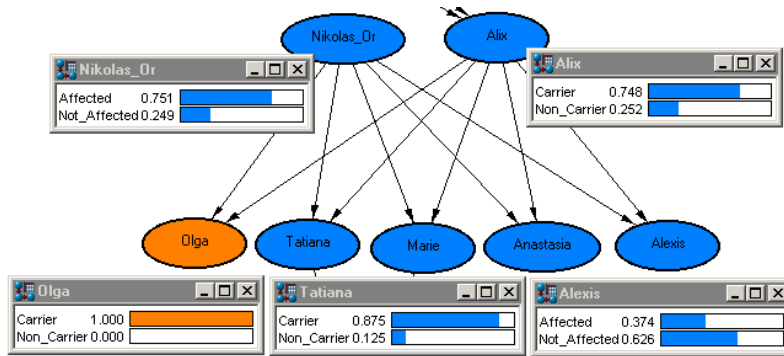 Nikolas_Or
Alix
Nikolas_Or
Affected 0.751
Not_Affected 0.249
Alix
Carrier 0.748
Non_Carrier 0.252
Olga
Tatiana
Marie
Anastasia
Alexis
Olga
Carrier 1.000
Non_Carrier 0.000
Tatiana
Carrier 0.875
Non_Carrier 0.125
Alexis
Affected 0.374
Not_Affected 0.626